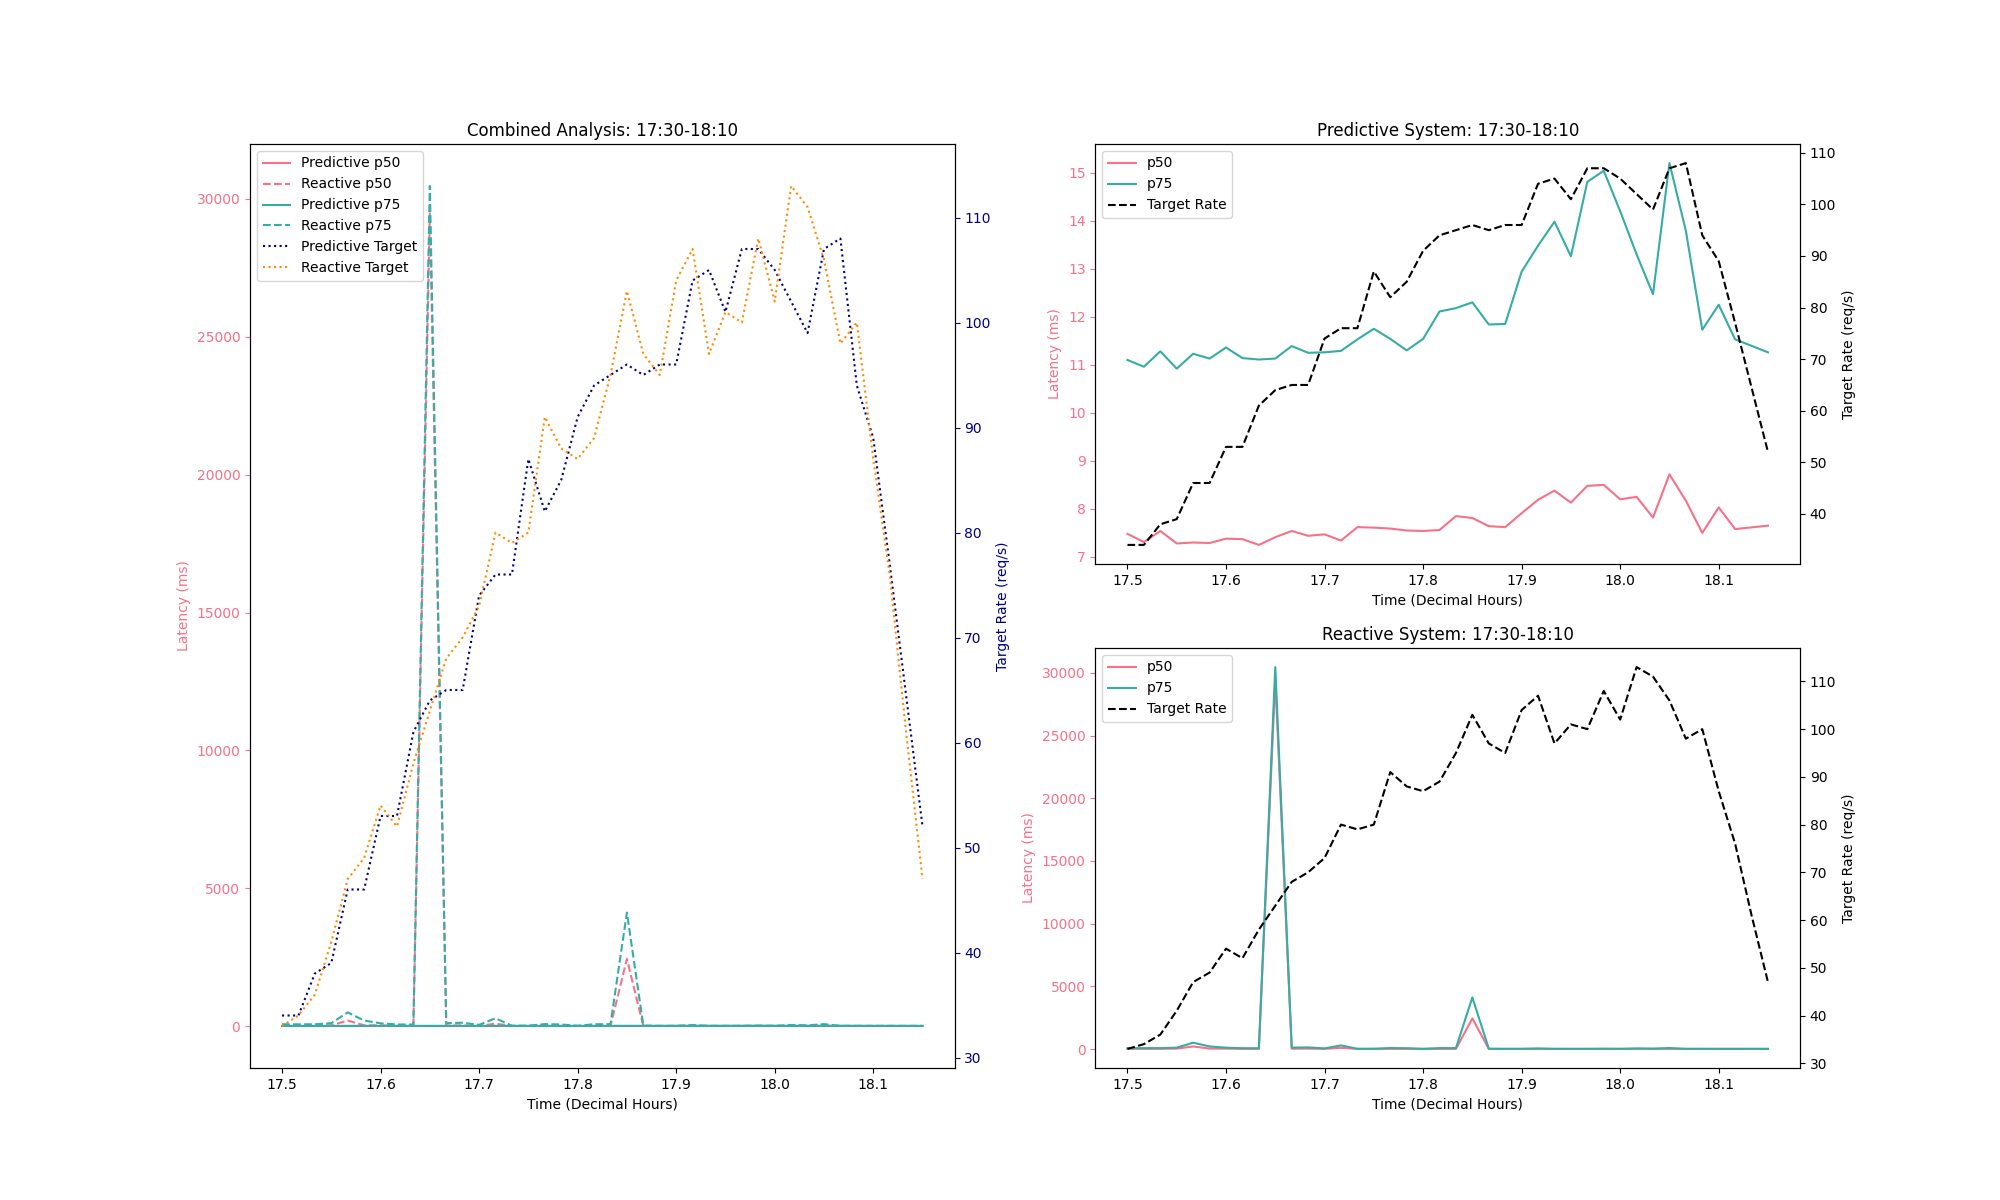 Combined Analysis: 17:30-18:10
Predictive p50
Reactive p50
Predictive p75
Reactive p75
Predictive Target
Reactive Target
30000
25000
20000
15000
10000
5000
0
Latency (ms)
110
100
90
80
70
60
50
40
30
Target Rate (req/s)
17.5 17.6 17.7 17.8 17.9 18.0 18.1
Time (Decimal Hours)
Predictive System: 17:30-18:10
p50
p75
Target Rate
15
14
13
12
11
10
9
8
7
Latency (ms)
110
100
90
80
70
60
50
40
Target Rate (req/s)
17.5 17.6 17.7 17.8 17.9 18.0 18.1
Time (Decimal Hours)
Reactive System: 17:30-18:10
p50
p75
Target Rate
30000
25000
20000
15000
10000
5000
0
Latency (ms)
110
100
90
80
70
60
50
40
30
Target Rate (req/s)
17.5 17.6 17.7 17.8 17.9 18.0 18.1
Time (Decimal Hours)